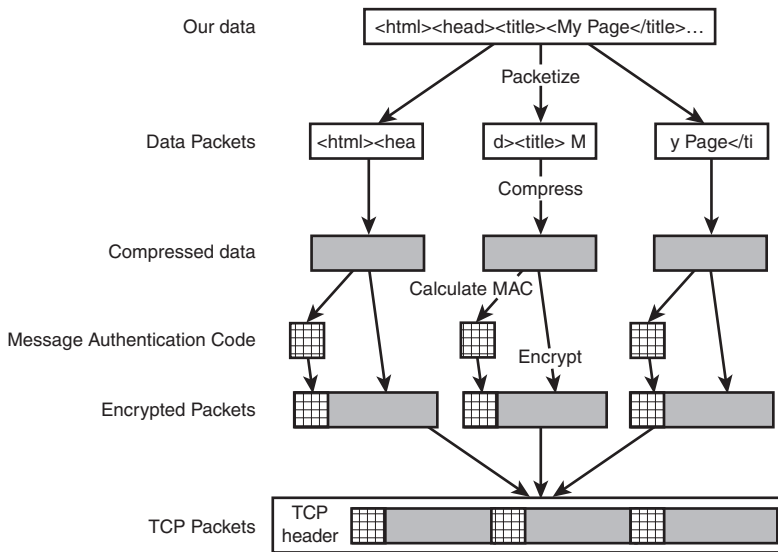 Our data
<html><head><title><My Page</title>…
Packetize
Data Packets
<html><hea
d><title> M
y Page</ti
Compress
Compressed data
Calculate MAC
Message Authentication Code
Encrypt
Encrypted Packets
TCP Packets
TCP
header